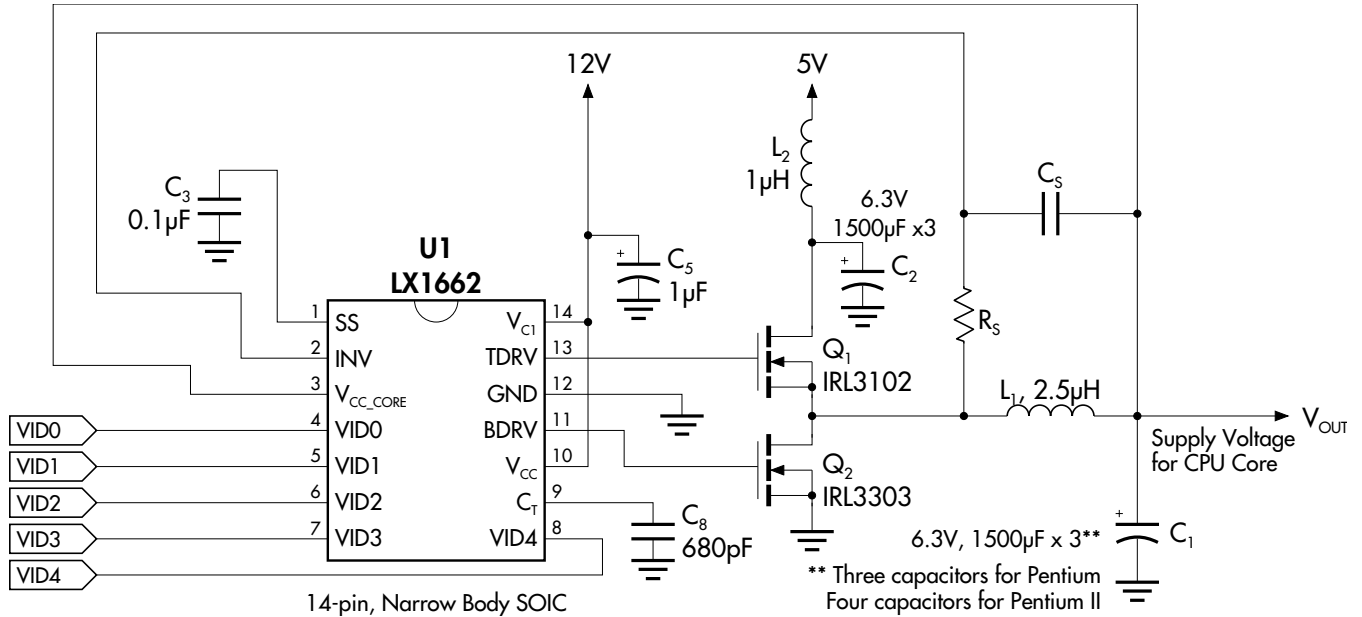 12V
5V
L2
1µH
6.3V
1500µF x3
CS
C3
0.1µF
U1
LX1662
C5
1µF
C2
RS
1 SS VC1 14
2 INV TDRV 13
3 VCC_CORE GND 12
4 VID0 BDRV 11
5 VID1 VCC 10
6 VID2 CT 9
7 VID3 VID4 8
VID0
VID1
VID2
VID3
VID4
Q1
IRL3102
L1, 2.5µH
VOUT
Supply Voltage
for CPU Core
Q2
IRL3303
C8
680pF
+
+
+
6.3V, 1500µF x 3**
C1
** Three capacitors for Pentium
Four capacitors for Pentium II
14-pin, Narrow Body SOIC